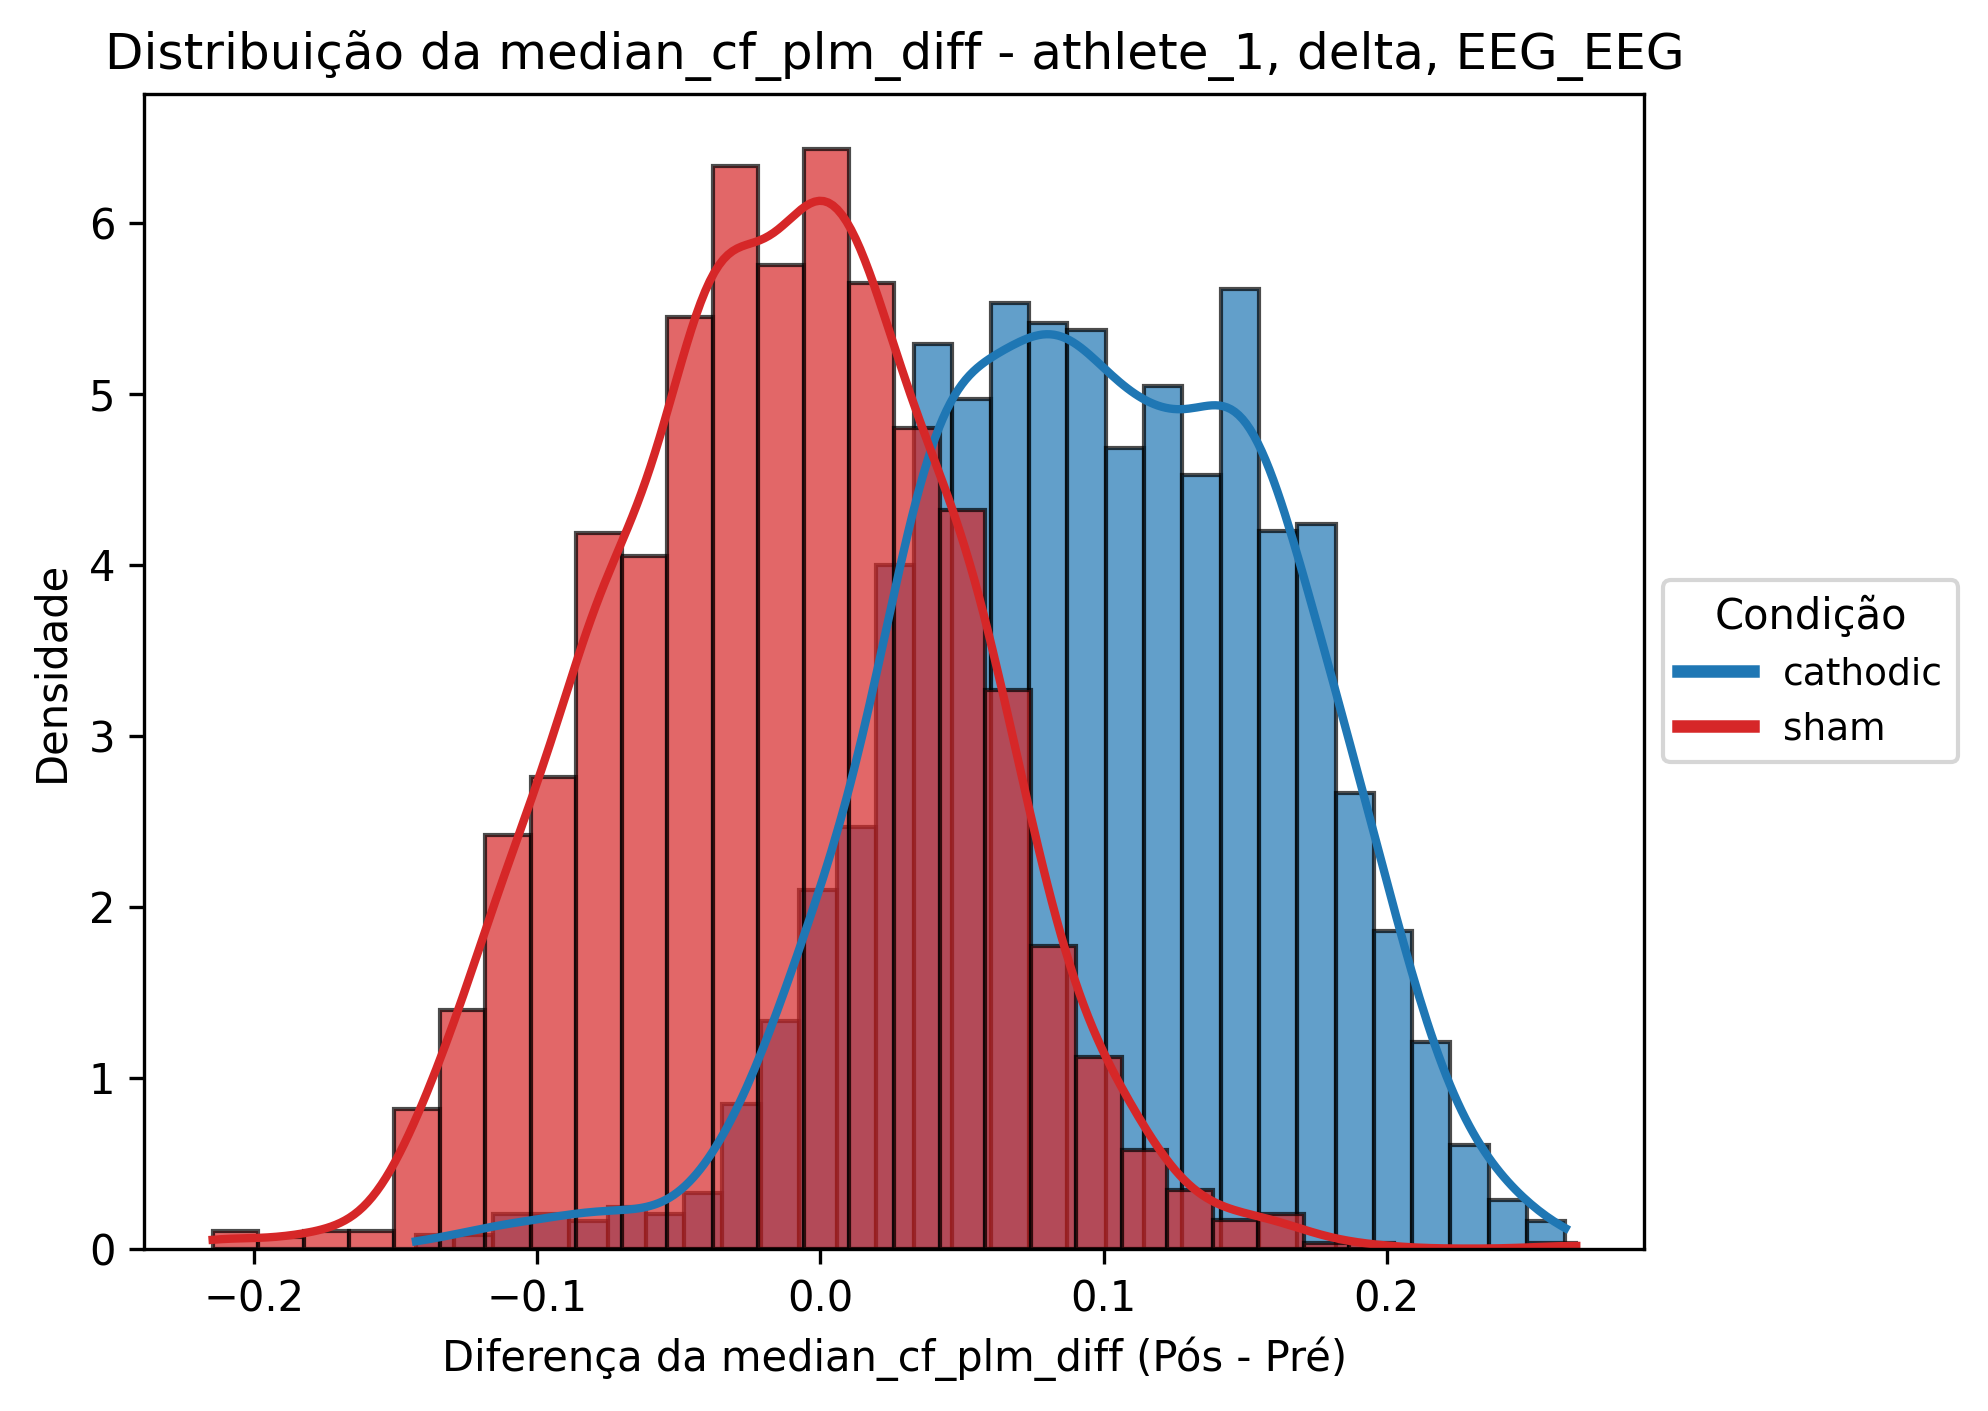 Distribuição da median_cf_plm_diff - athlete_1, delta, EEG_EEG
Densidade
6
5
4
3
2
1
0
−0.2
−0.1
0.0
0.1
0.2
Diferença da median_cf_plm_diff (Pós - Pré)
Condição
cathodic
sham